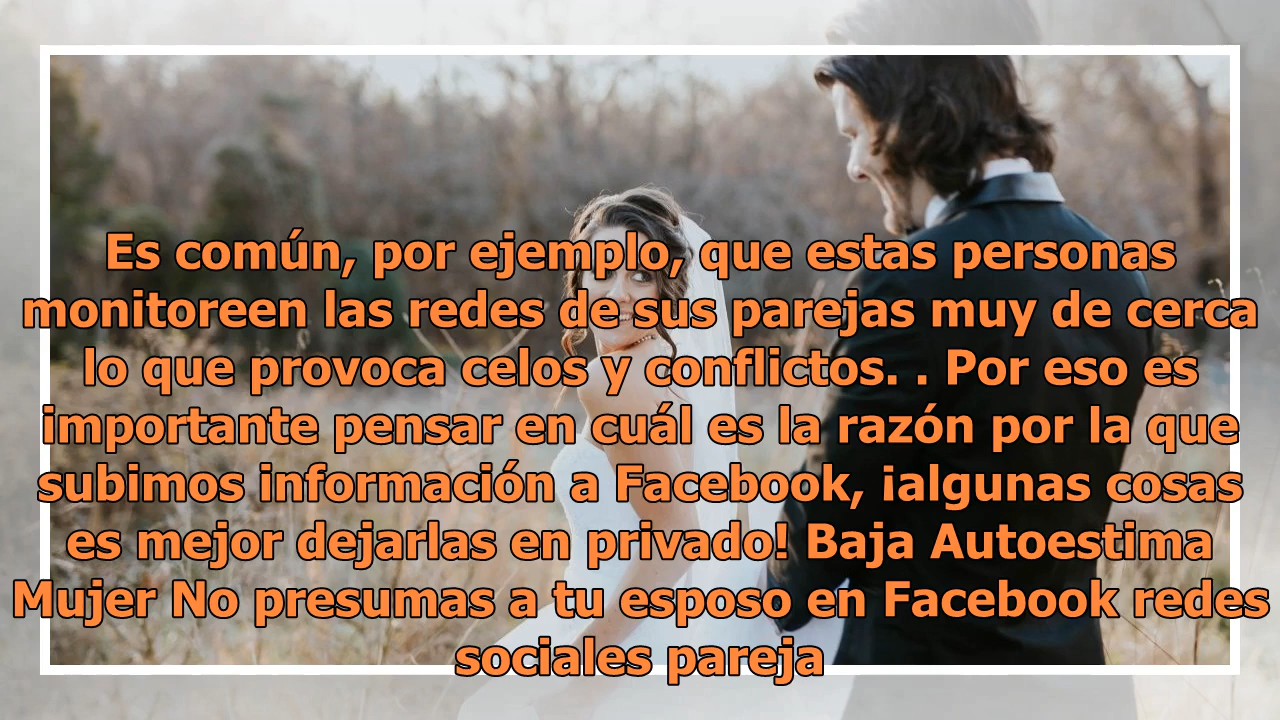 Es común, por ejemplo, que estas personas
monitoreen las redes de sus parejas muy de cerca
lo que provoca celos y conflictos. . Por eso es
importante pensar en cuál es la razón por la que
subimos información a Facebook, ¡algunas cosas
es mejor dejarlas en privado! Baja Autoestima
Mujer No presumas a tu esposo en Facebook redes
sociales pareja